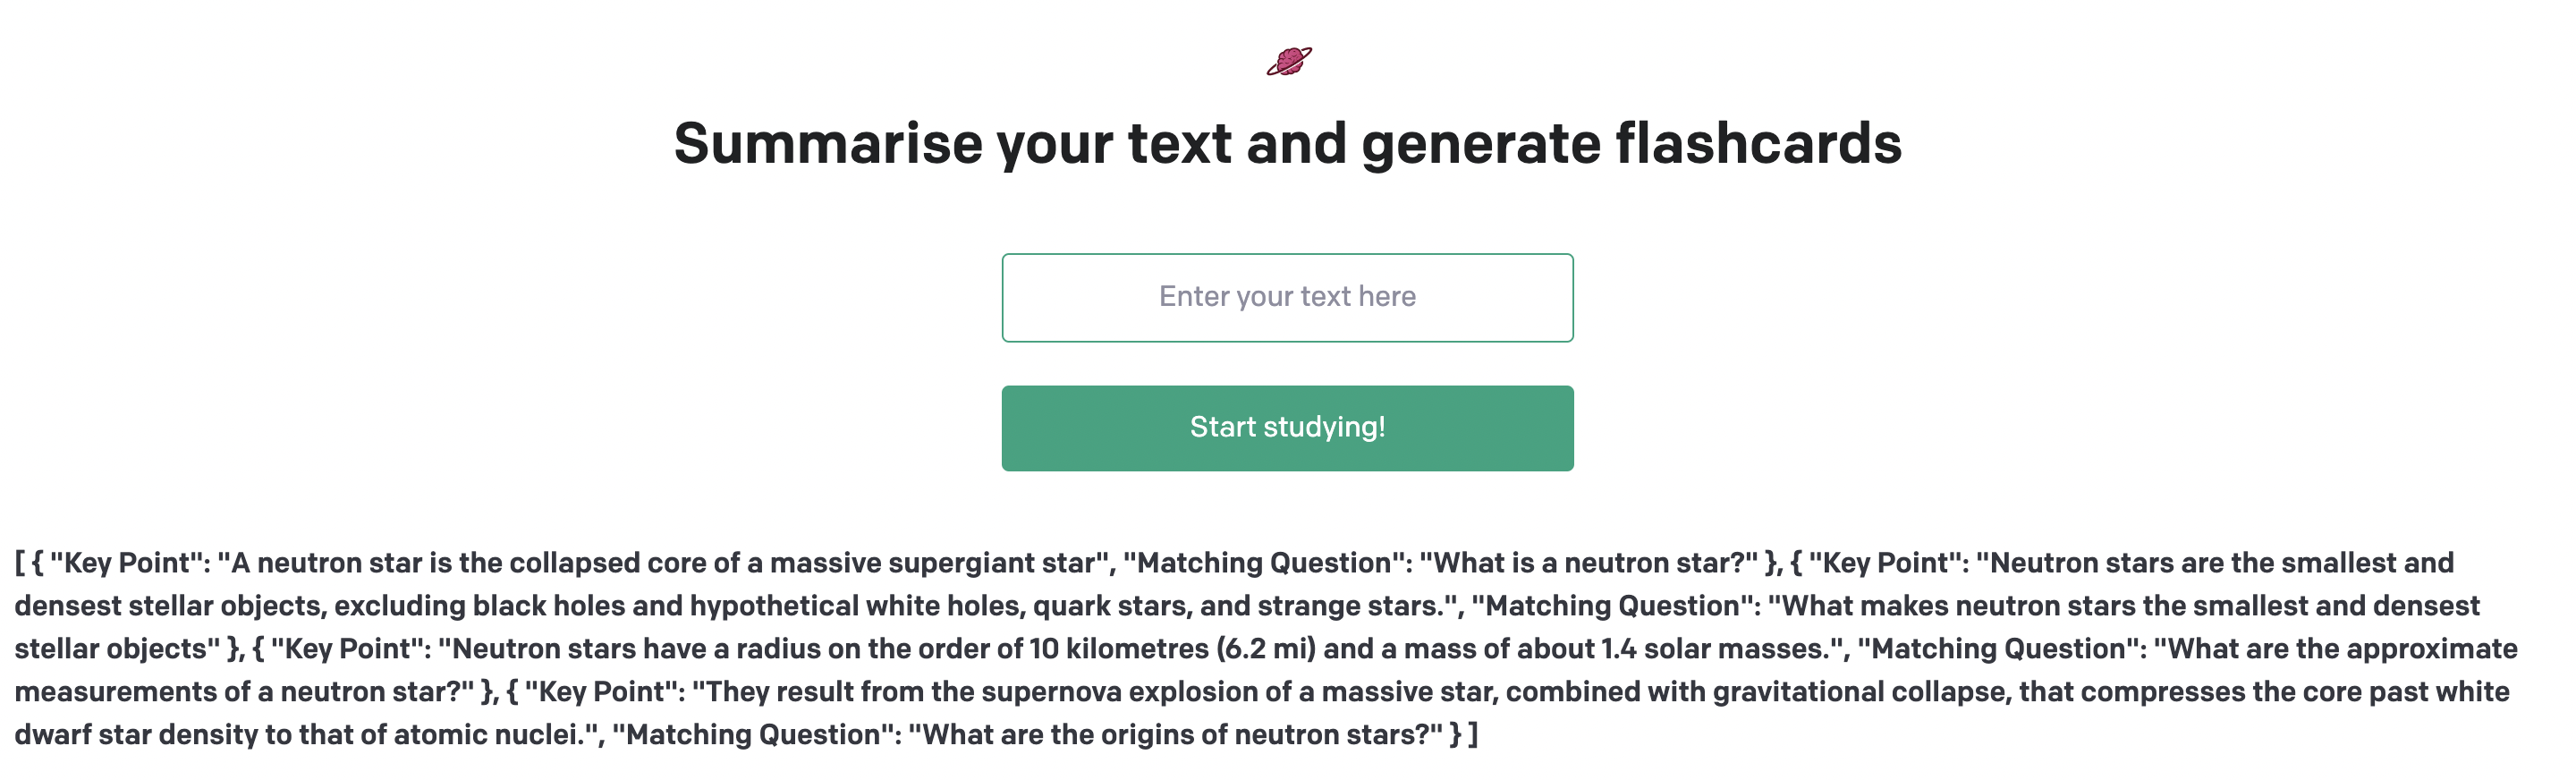 Summarise your text and generate flashcards
Enter your text here
Start studying!
[ { "Key Point": "A neutron star is the collapsed core of a massive supergiant star", "Matching Question": "What is a neutron star?" }, { "Key Point": "Neutron stars are the smallest and
densest stellar objects, excluding black holes and hypothetical white holes, quark stars, and strange stars.", "Matching Question": "What makes neutron stars the smallest and densest
stellar objects" }, { "Key Point": "Neutron stars have a radius on the order of 10 kilometres (6.2 mi) and a mass of about 1.4 solar masses.", "Matching Question": "What are the approximate
measurements of a neutron star?" }, { "Key Point": "They result from the supernova explosion of a massive star, combined with gravitational collapse, that compresses the core past white
dwarf star density to that of atomic nuclei.", "Matching Question": "What are the origins of neutron stars?" } ]